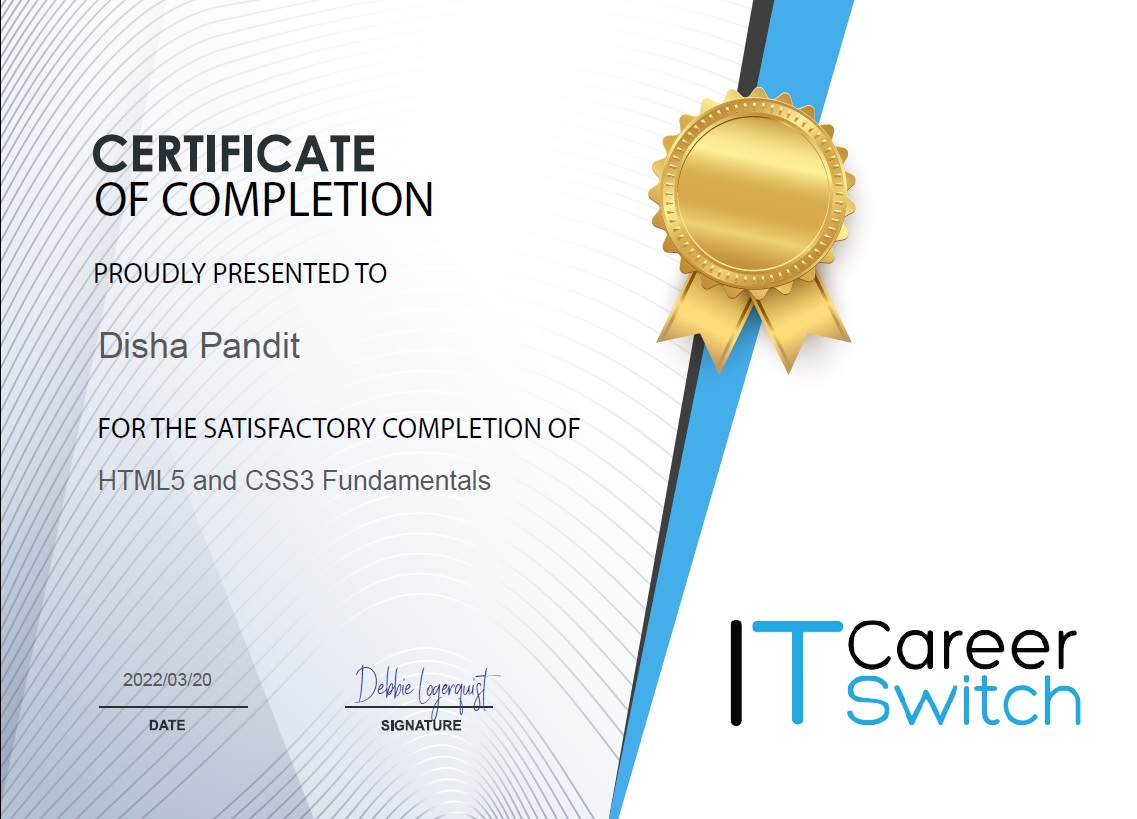 CERTIFICATE
OF COMPLETION
PROUDLY PRESENTED TO
Disha Pandit
FOR THE SATISFACTORY COMPLETION OF
HTML5 and CSS3 Fundamentals
2022/03/20
DATE
Debbie Logerquist
SIGNATURE
IT Career
Switch